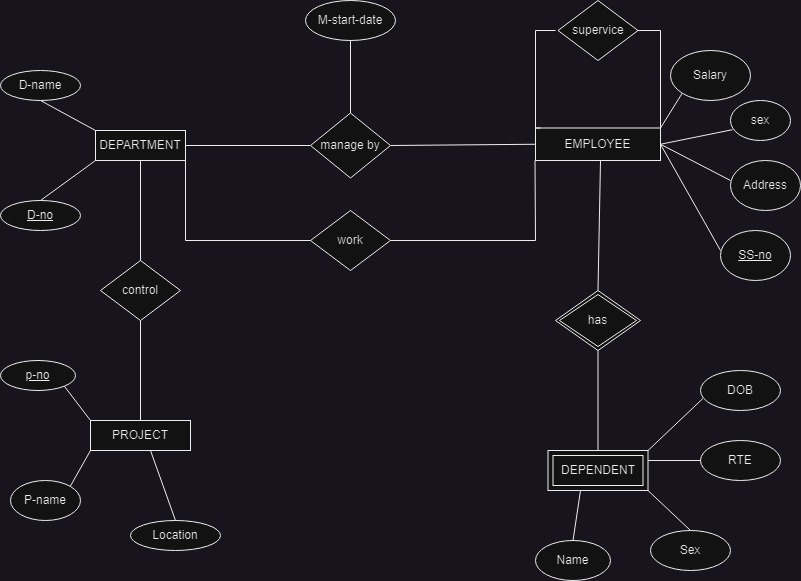 M-start-date
supervice
D-name
Salary
sex
DEPARTMENT
manage by
EMPLOYEE
Address
D-no
work
SS-no
control
has
p-no
DOB
PROJECT
RTE
DEPENDENT
P-name
Location
Sex
Name